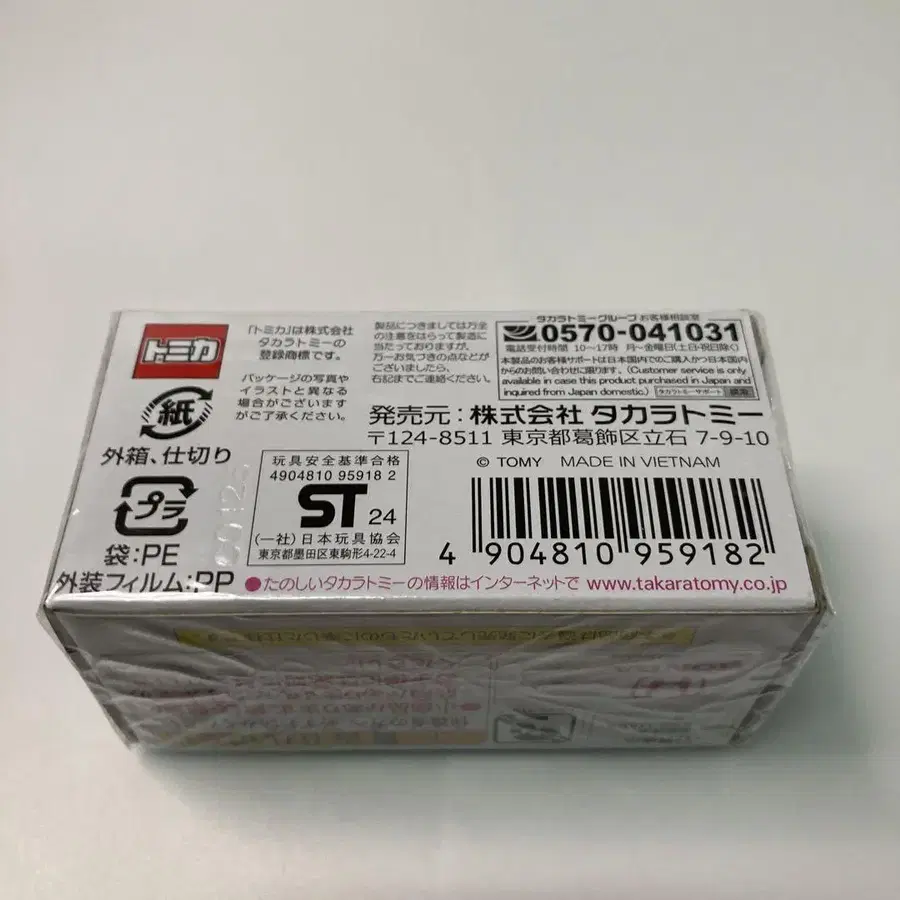 トミカ
「トミカ」は株式会社
タカラトミーの
登録商標です。
パッケージの写真や
イラストと異なる
場合がございます
がご了承ください。
製品につきましては万全
の注意をはらって製造に
当たっておりますが、
万一お気づきの点などが
ございましたら、
右記までご連絡ください。
タカラトミーグループ お客様相談室
0570-041031
電話受付時間 10〜17時 月〜金曜日(土・日・祝日除く)
本製品のお客様サポートは日本国内でのご購入かつ日本国内
からのお問い合わせに限ります。(Customer service is only
available in case this product purchased in Japan and
inquired from Japan domestic.) タカラトミーサポート 検索
発売元:株式会社 タカラトミー
〒124-8511 東京都葛飾区立石 7-9-10
紙
外箱、仕切り
プラ
袋:PE
外装フィルム:PP
玩具安全基準合格
4904810 95918 2
ST 24
(一社)日本玩具協会
東京都墨田区東駒形4-22-4
© TOMY MADE IN VIETNAM
4 904810 959182
●たのしいタカラトミーの情報はインターネットで www.takaratomy.co.jp